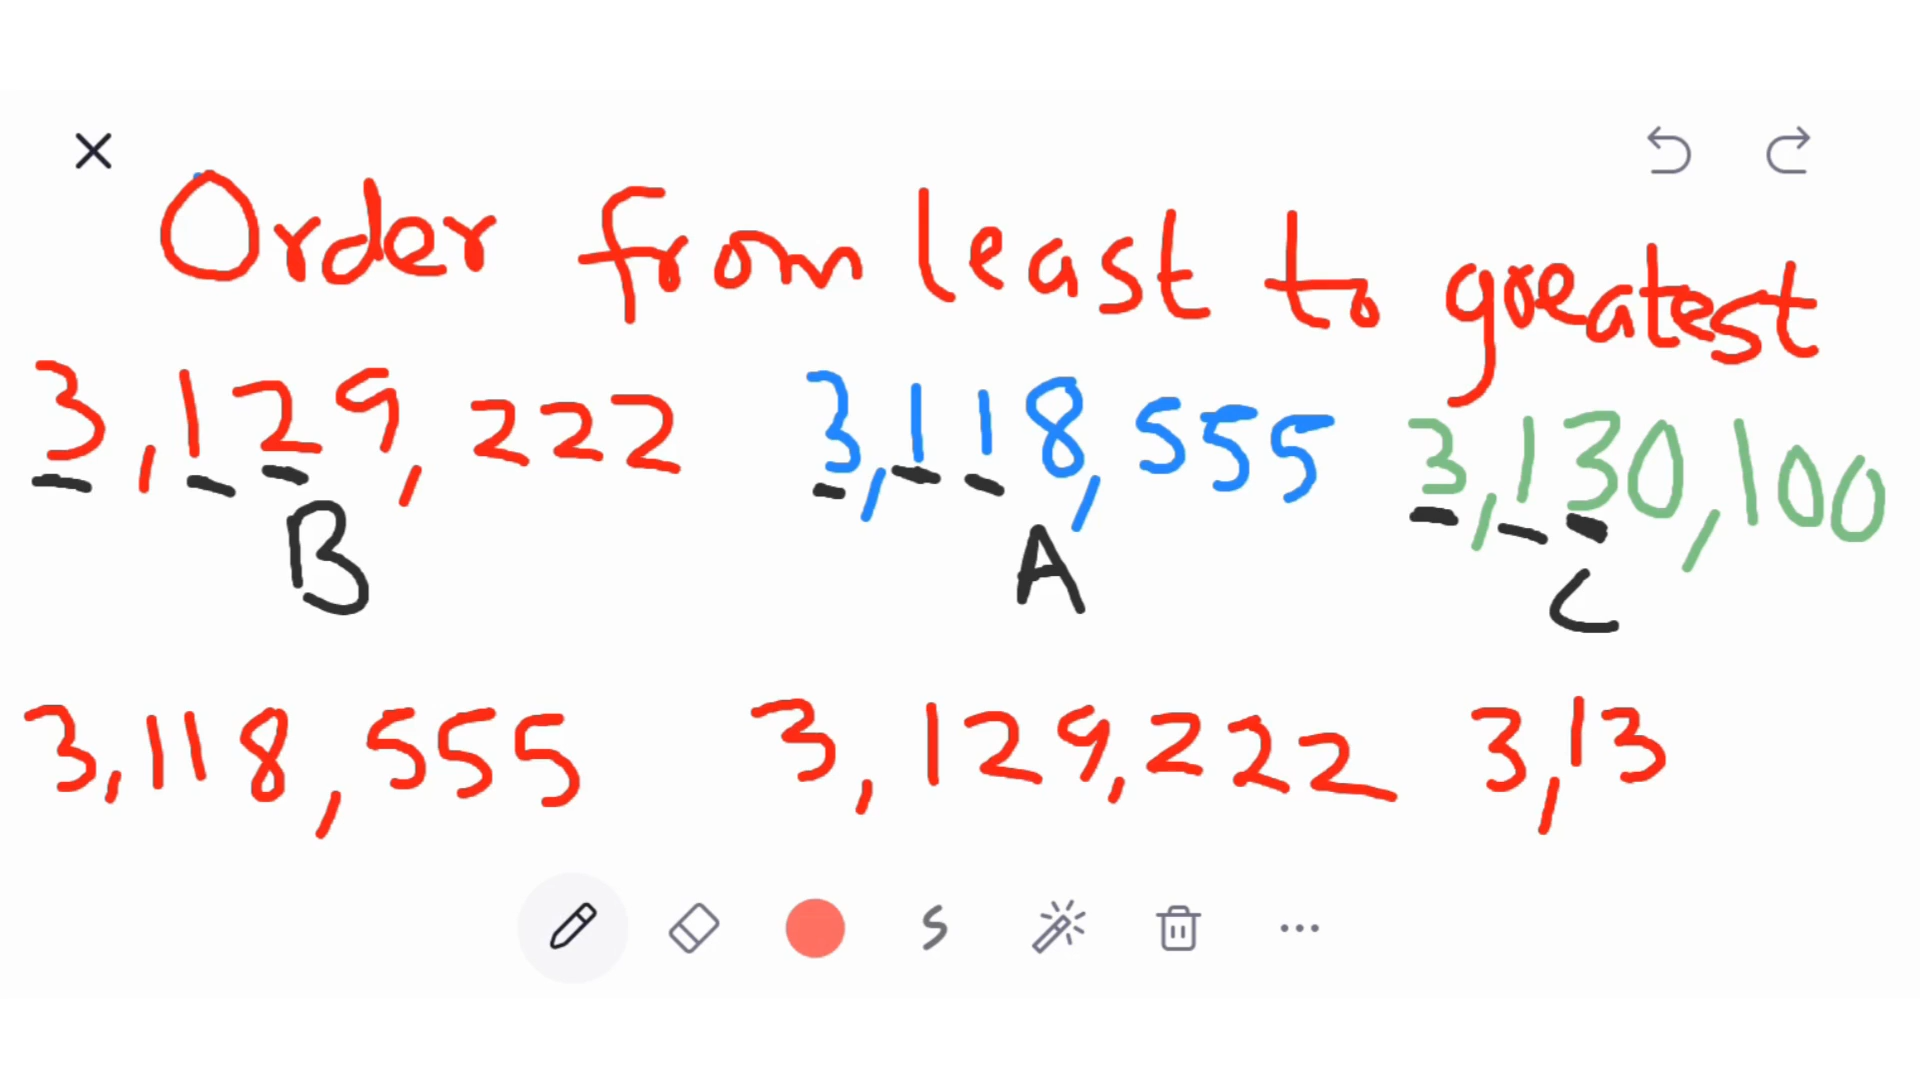 Order from least to greatest
3,129,222 3,118,555 3,130,100
B A C
3,118,555 3,129,222 3,13